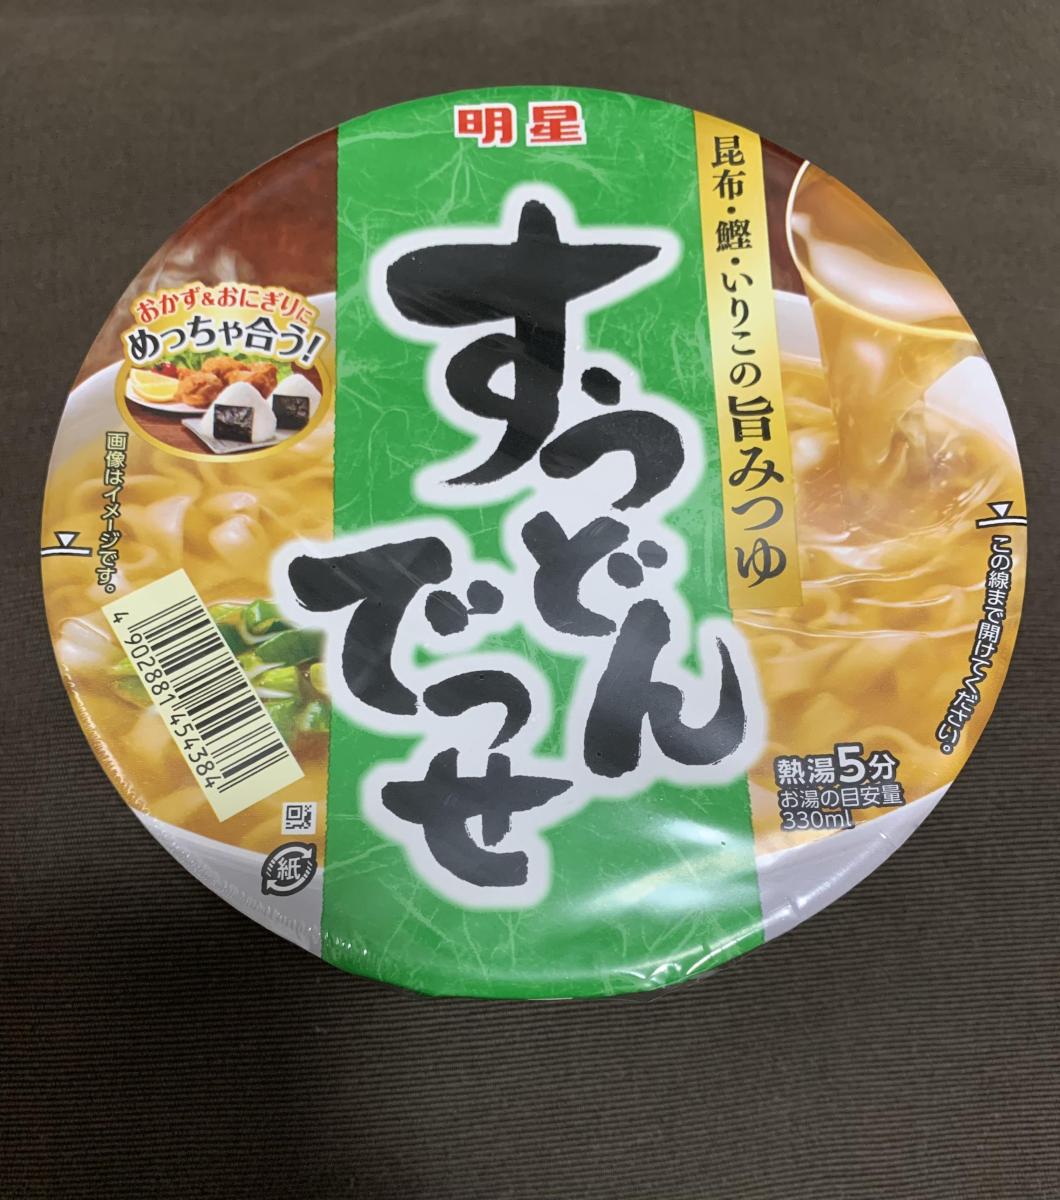 明星
昆布・鰹・いりこの旨みつゆ
すうどん
でっせ
おかず&おにぎりに
めっちゃ合う!
画像はイメージです。
この線まで開けてください。
4 902881 454384
熱湯5分
お湯の目安量
330ml
紙